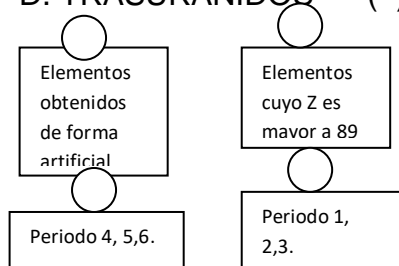 D. TRASURANIDOS (
Elementos
obtenidos
de forma
artificial
Elementos
cuyo Z es
mayor a 89
Periodo 4, 5,6.
Periodo 1,
2,3.